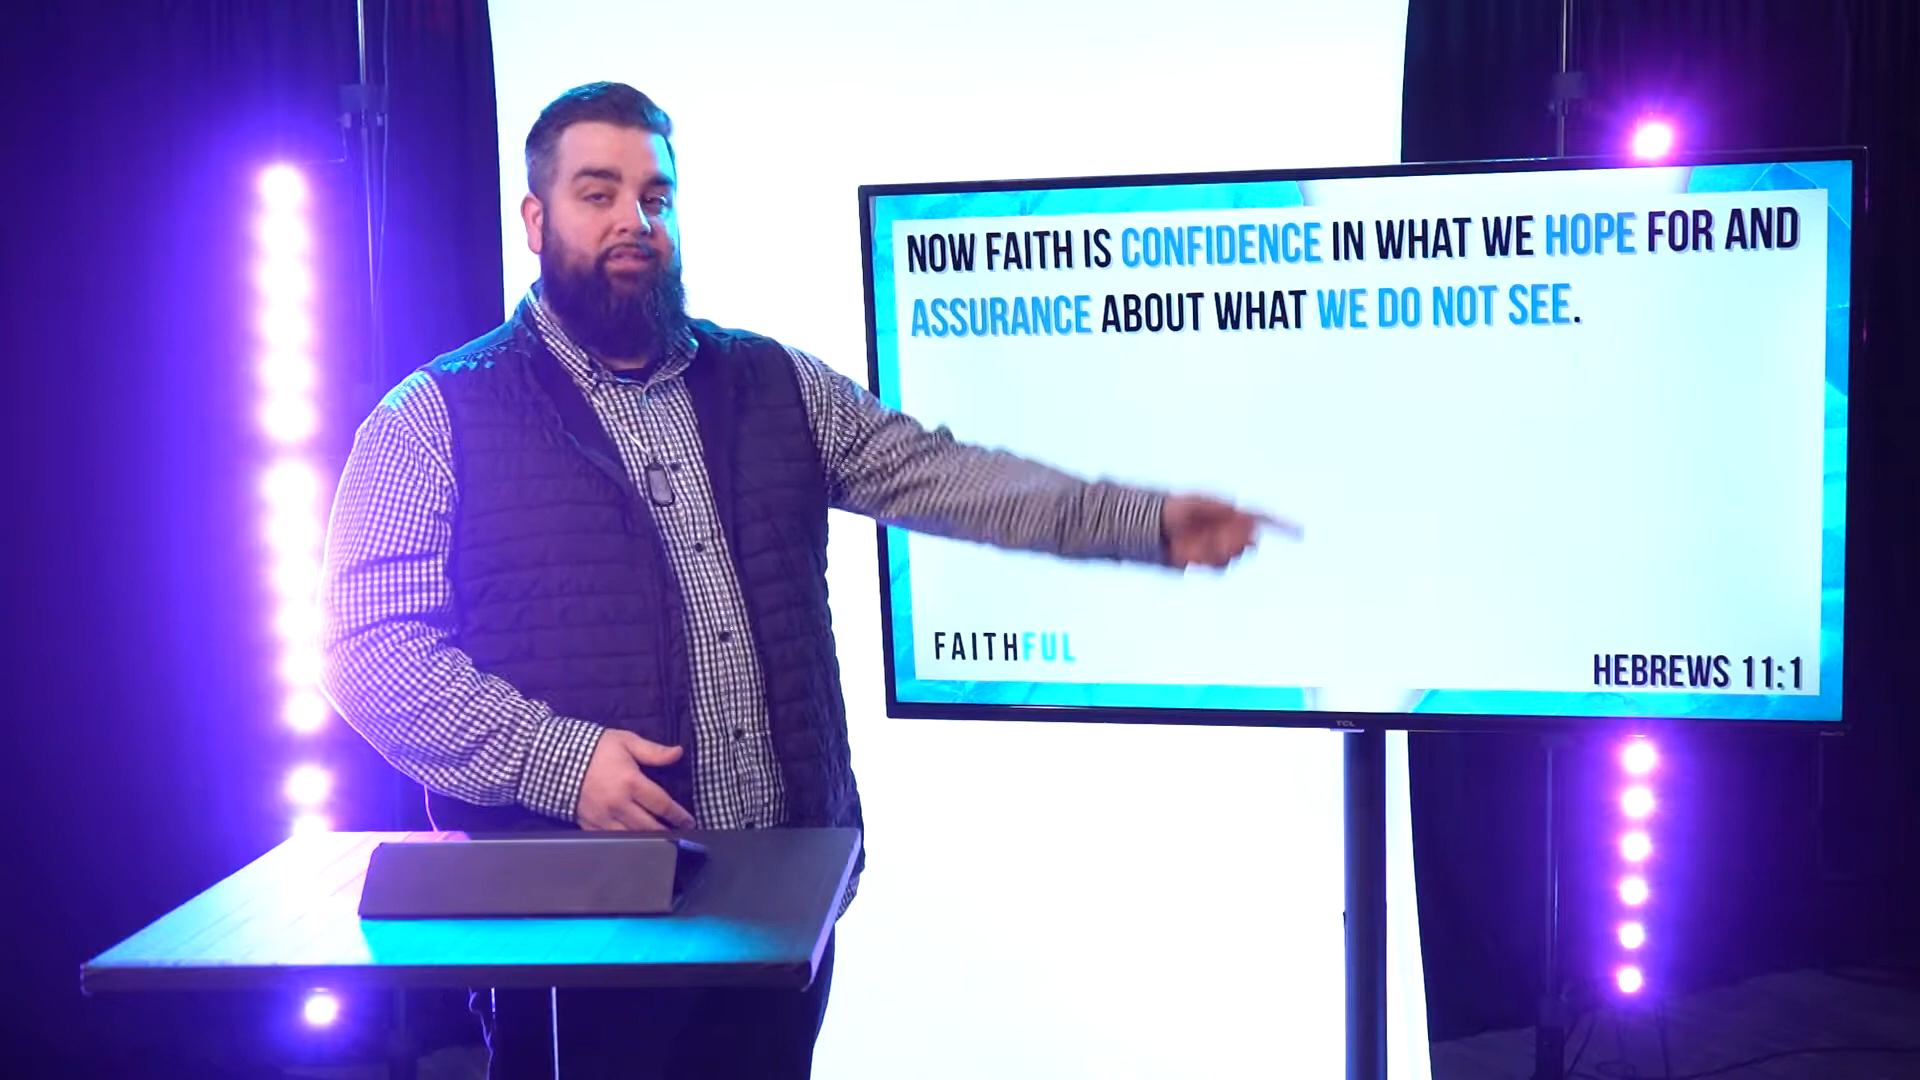 NOW FAITH IS CONFIDENCE IN WHAT WE HOPE FOR AND
ASSURANCE ABOUT WHAT WE DO NOT SEE.
FAITHFUL
HEBREWS 11:1
TCL